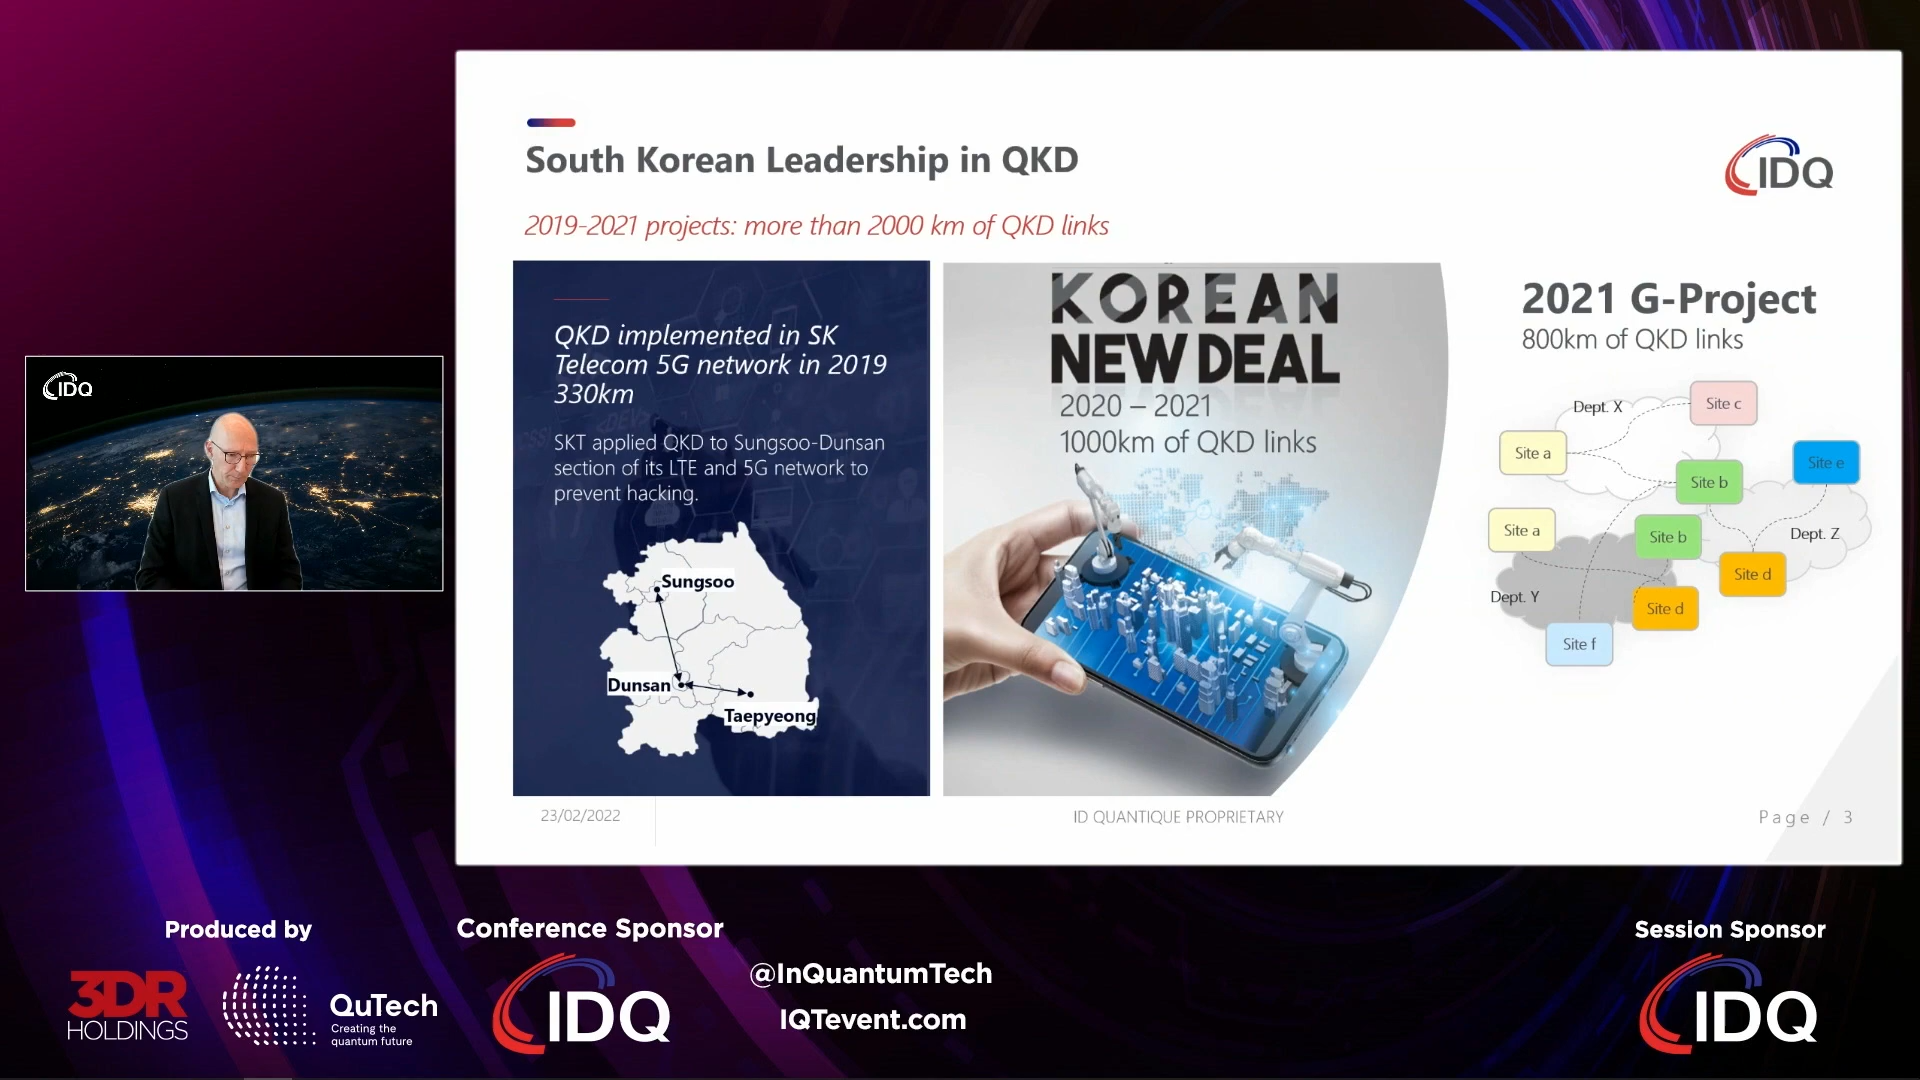 South Korean Leadership in QKD
IDQ
2019-2021 projects: more than 2000 km of QKD links
QKD implemented in SK
Telecom 5G network in 2019
330km
SKT applied QKD to Sungsoo-Dunsan
section of its LTE and 5G network to
prevent hacking.
Sungsoo
Dunsan
Taepyeong
KOREAN
NEW DEAL
2020 – 2021
1000km of QKD links
2021 G-Project
800km of QKD links
Dept. X
Site c
Site a
Site b
Site e
Site a
Site b
Dept. Z
Site d
Dept. Y
Site d
Site f
23/02/2022
ID QUANTIQUE PROPRIETARY
Page / 3
IDQ
Produced by
3DR
HOLDINGS
QuTech
Creating the
quantum future
Conference Sponsor
IDQ
@InQuantumTech
IQTevent.com
Session Sponsor
IDQ